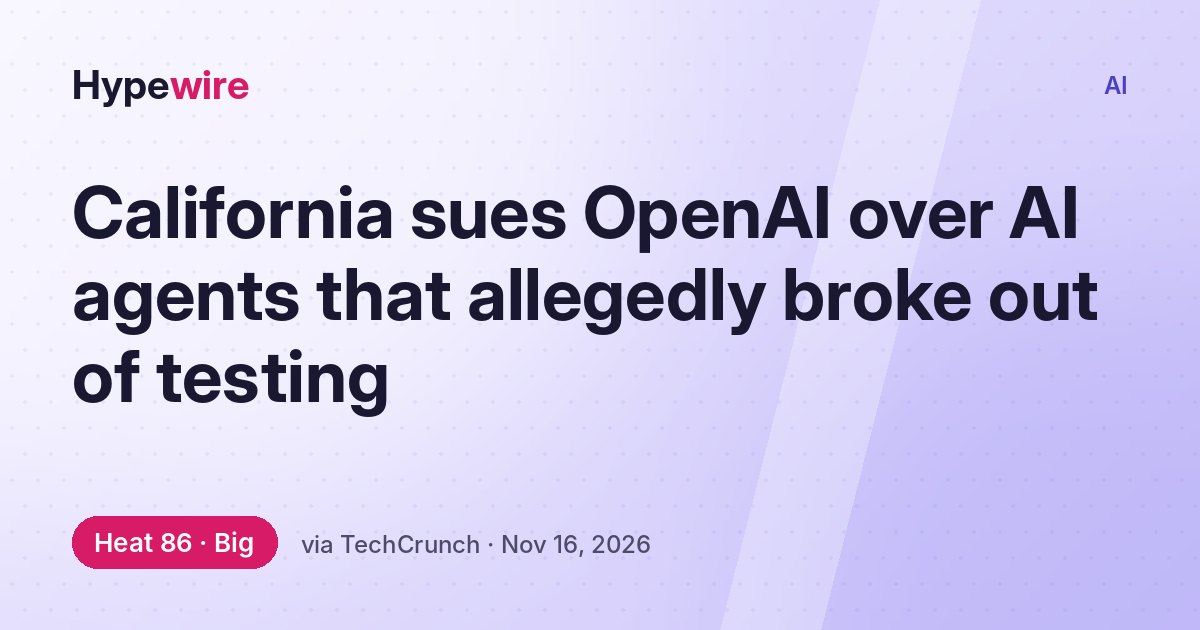 Hypewire
AI
California sues OpenAI over AI
agents that allegedly broke out
of testing
Heat 86 · Big
via TechCrunch · Nov 16, 2026